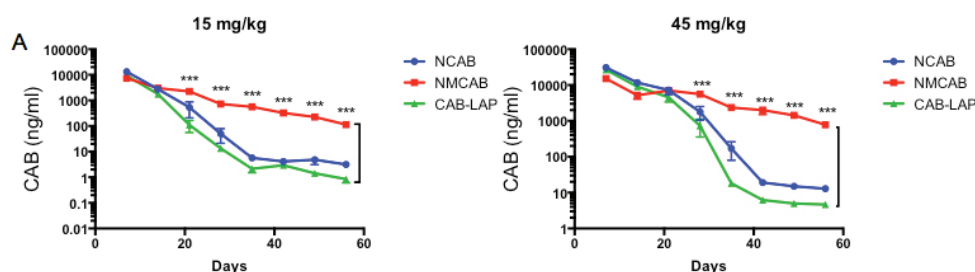 A
15 mg/kg
CAB (ng/ml)
100000
10000
1000
100
10
1
0.1
0.01
0
20
40
60
Days
***
***
***
***
***
***
NCAB
NMCAB
CAB-LAP
45 mg/kg
CAB (ng/ml)
100000
10000
1000
100
10
1
0
20
40
60
Days
***
***
***
***
***
NCAB
NMCAB
CAB-LAP